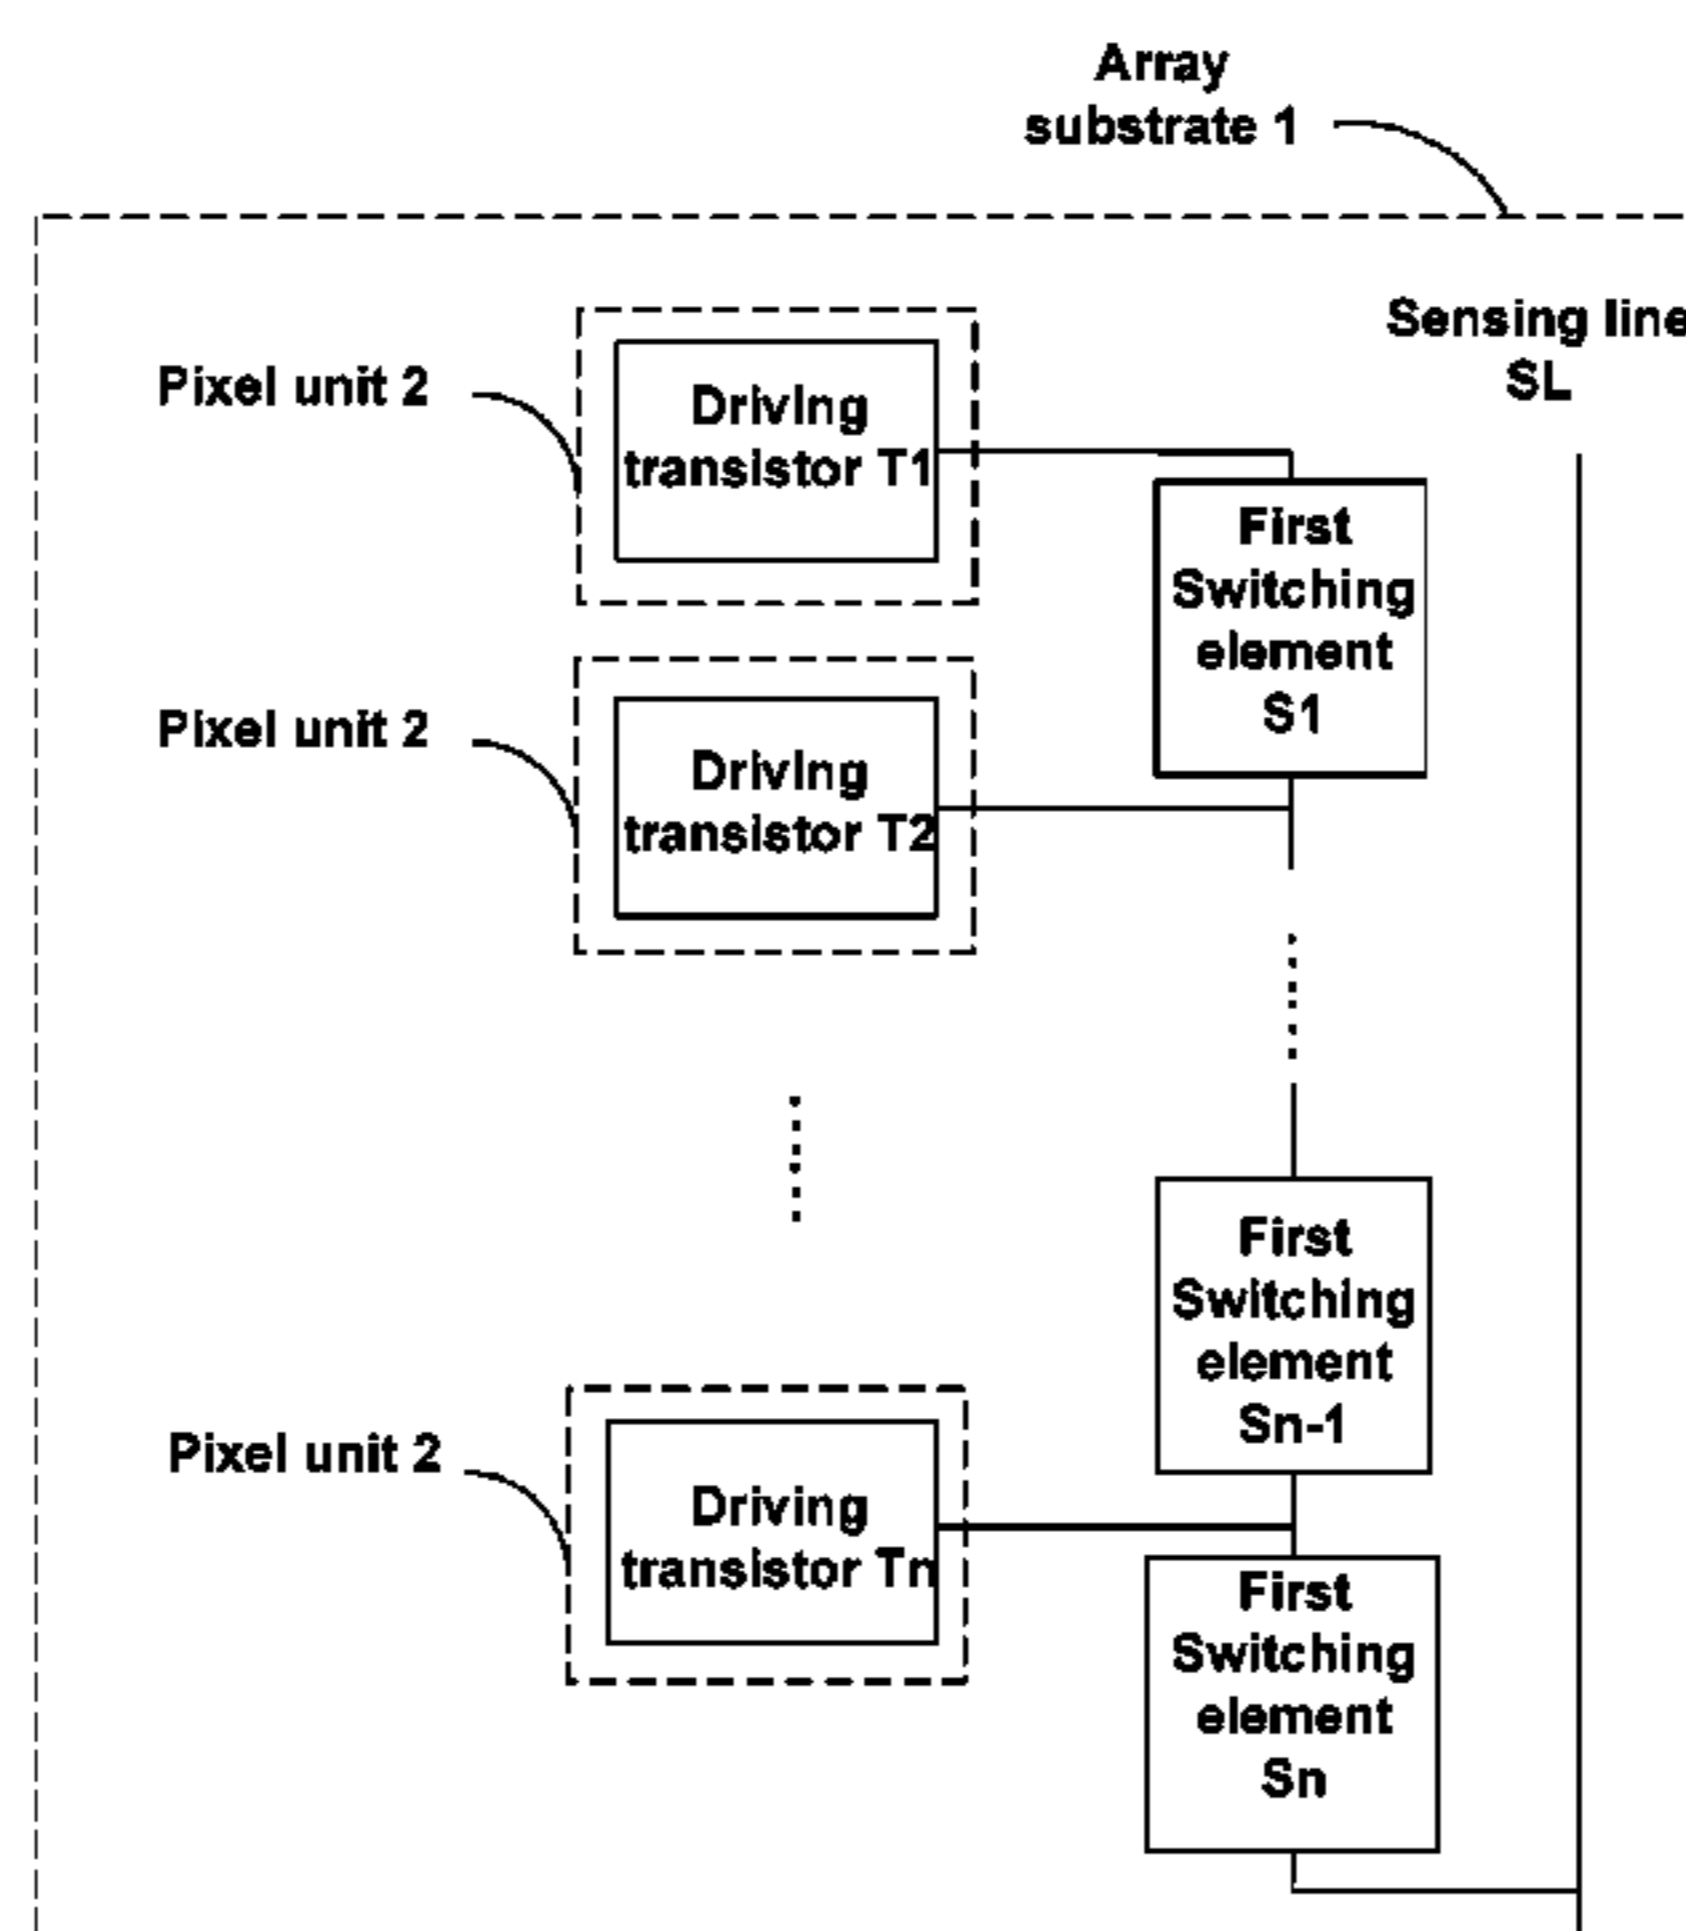 Array
substrate 1
Sensing line
SL
Pixel unit 2
Driving
transistor T1
First
Switching
element
S1
Pixel unit 2
Driving
transistor T2
First
Switching
element
Sn-1
Pixel unit 2
Driving
transistor Tn
First
Switching
element
Sn